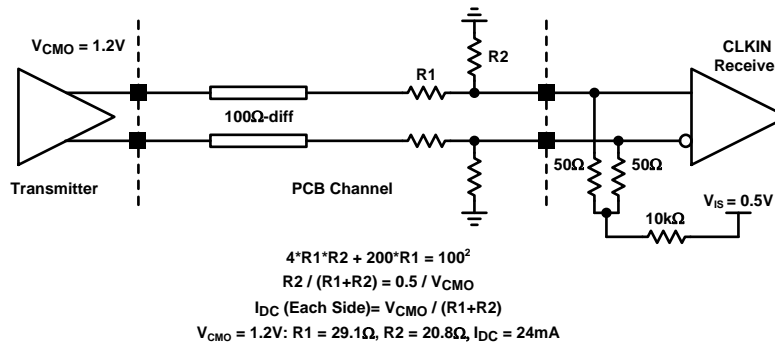 V_CMO = 1.2V
R2
CLKIN
Receive
R1
100Ω-diff
Transmitter
PCB Channel
50Ω
50Ω
V_IS = 0.5V
10kΩ
4*R1*R2 + 200*R1 = 100²
R2 / (R1+R2) = 0.5 / V_CMO
I_DC (Each Side)= V_CMO / (R1+R2)
V_CMO = 1.2V: R1 = 29.1Ω, R2 = 20.8Ω, I_DC = 24mA